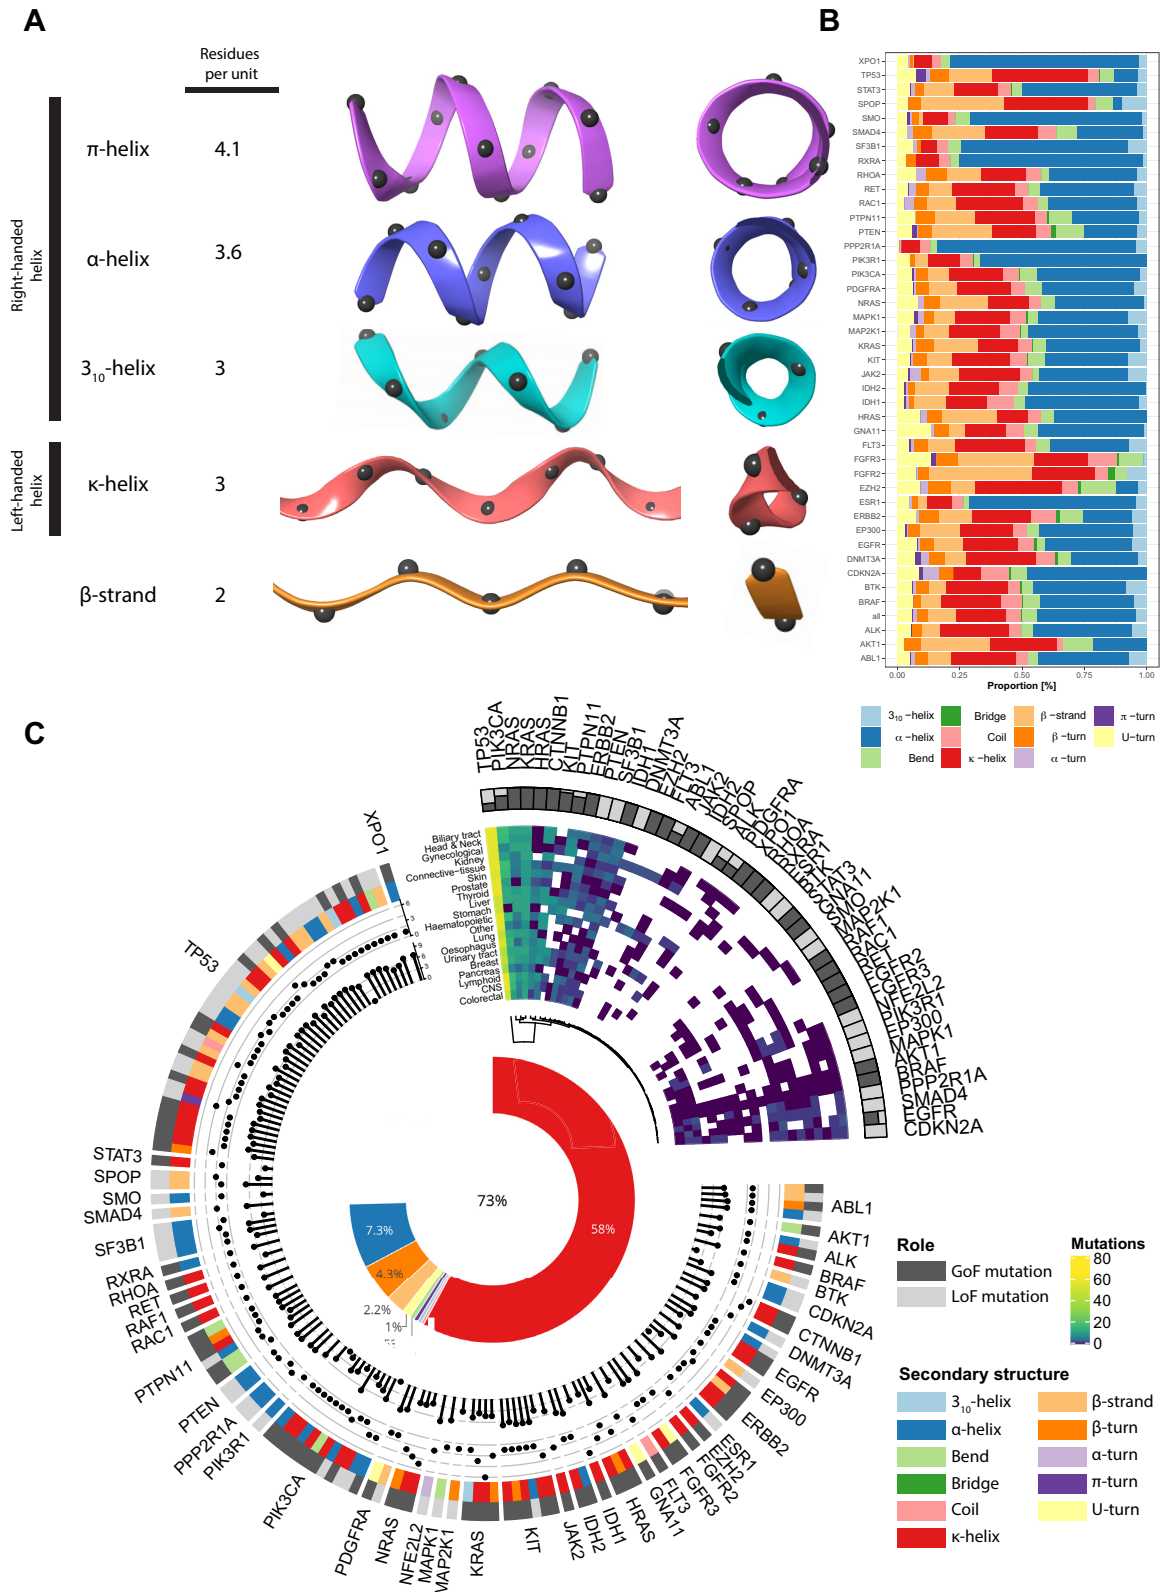 A
Residues
per unit
Right-handed
helix
π-helix
4.1
α-helix
3.6
3₁₀-helix
3
Left-handed
helix
κ-helix
3
β-strand
2
B
XPO1
TP53
STAT3
SPOP
SMO
SMAD4
SF3B1
RXRA
RHOA
RET
RAC1
PTPN11
PTEN
PPP2R1A
PIK3R1
PIK3CA
PDGFRA
NRAS
MAPK1
MAP2K1
KRAS
KIT
JAK2
IDH2
IDH1
HRAS
GNA11
FLT3
FGFR3
FGFR2
EZH2
ESR1
ERBB2
EP300
EGFR
DNMT3A
CDKN2A
BTK
BRAF
all
ALK
AKT1
ABL1
0.00 0.25 0.50 0.75 1.00
Proportion [%]
3₁₀ -helix Bridge β -strand π -turn
α -helix Coil β -turn U-turn
Bend κ -helix α -turn
C
TP53
PIK3CA
NRAS
KRAS
HRAS
CTNNB1
KIT
PTPN11
ERBB2
PTEN
SF3B1
IDH1
DNMT3A
EZH2
FLT3
ABL1
JAK2
STAT3
GNA11
SMO
MAP2K1
RAF1
RAC1
RET
FGFR2
FGFR3
NFE2L2
PIK3R1
EP300
MAPK1
AKT1
BRAF
PPP2R1A
SMAD4
EGFR
CDKN2A
Biliary tract
Head & Neck
Gynecological
Kidney
Connective-tissue
Skin
Prostate
Thyroid
Liver
Stomach
Haematopoietic
Other
Lung
Oesophagus
Urinary tract
Breast
Pancreas
Lymphoid
CNS
Colorectal
6
3
0
9
6
3
0
XPO1
TP53
STAT3
SPOP
SMO
SMAD4
SF3B1
RXRA
RHOA
RET
RAF1
RAC1
PTPN11
PTEN
PPP2R1A
PIK3R1
PIK3CA
PDGFRA
NRAS
NFE2L2
MAPK1
MAP2K1
KRAS
KIT
JAK2
IDH2
IDH1
HRAS
GNA11
FLT3
FGFR3
FGFR2
EZH2
ESR1
ERBB2
EP300
EGFR
DNMT3A
CTNNB1
CDKN2A
BTK
BRAF
ALK
AKT1
ABL1
73%
58%
7.3%
4.3%
2.2%
1%
Role
GoF mutation
LoF mutation
Mutations
80
60
40
20
0
Secondary structure
3₁₀-helix
α-helix
Bend
Bridge
Coil
κ-helix
β-strand
β-turn
α-turn
π-turn
U-turn